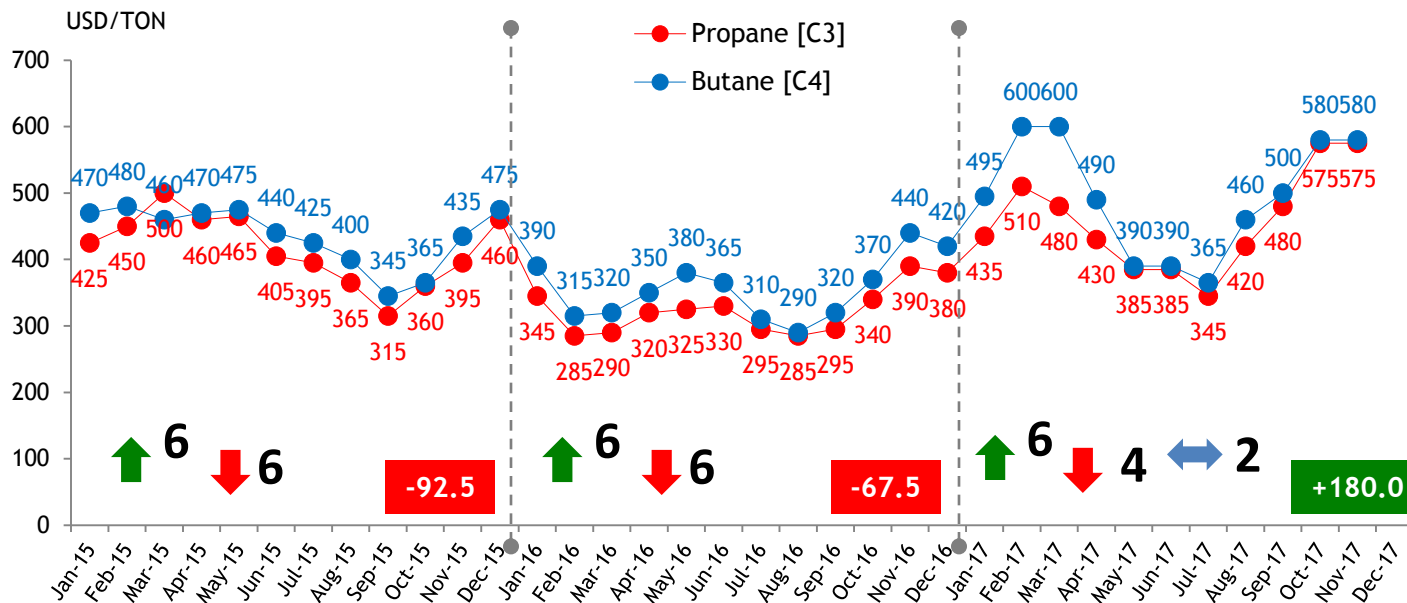 USD/TON
Propane [C3]
Butane [C4]
700
600
500
400
300
200
100
0
470 480 460 470 475 440 425 400 345 365 435 475 390 315 320 350 380 365 310 290 320 370 440 420 495 600 600 490 390 390 365 460 500 580 580
425 450 500 460 465 405 395 365 315 360 395 460 345 285 290 320 325 330 295 285 295 340 390 380 435 510 480 430 385 385 345 420 480 575 575
6 6 -92.5
6 6 -67.5
6 4 2 +180.0
Jan-15 Feb-15 Mar-15 Apr-15 May-15 Jun-15 Jul-15 Aug-15 Sep-15 Oct-15 Nov-15 Dec-15 Jan-16 Feb-16 Mar-16 Apr-16 May-16 Jun-16 Jul-16 Aug-16 Sep-16 Oct-16 Nov-16 Dec-16 Jan-17 Feb-17 Mar-17 Apr-17 May-17 Jun-17 Jul-17 Aug-17 Sep-17 Oct-17 Nov-17 Dec-17